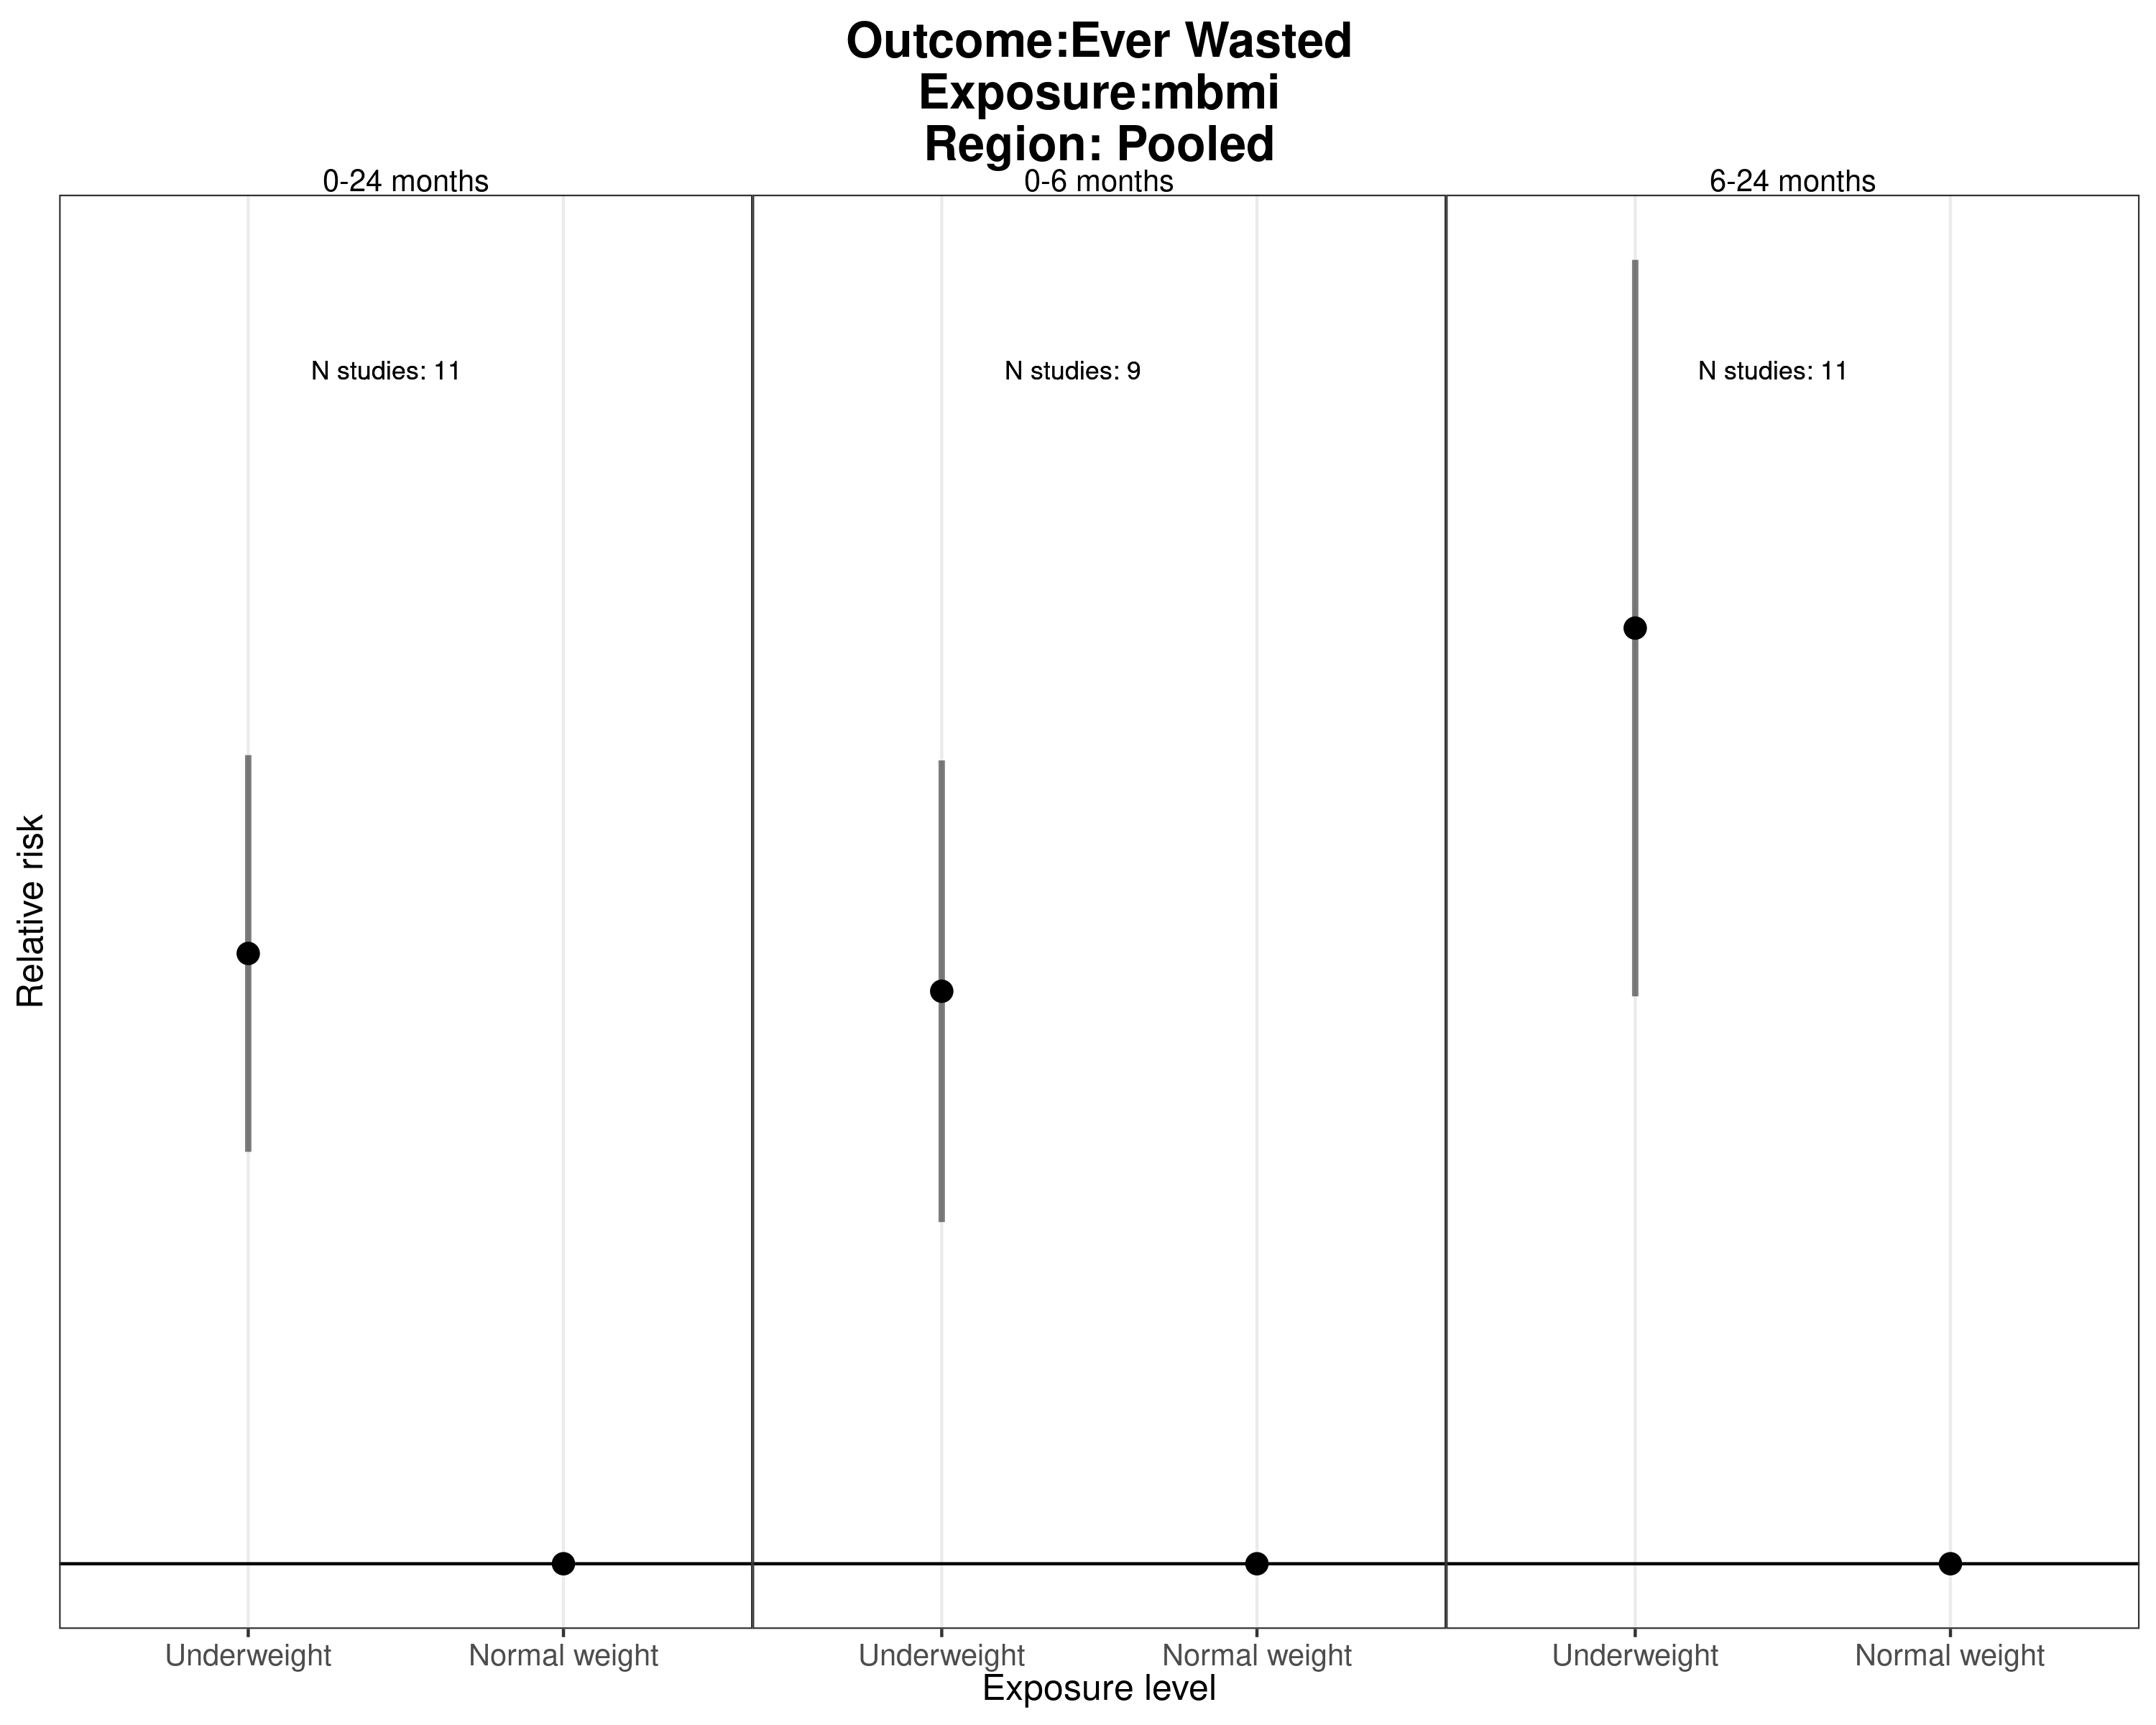 Outcome:Ever Wasted
Exposure:mbmi
Region: Pooled
0-24 months
0-6 months
6-24 months
N studies: 11
N studies: 9
N studies: 11
Relative risk
Underweight
Normal weight
Underweight
Normal weight
Underweight
Normal weight
Exposure level